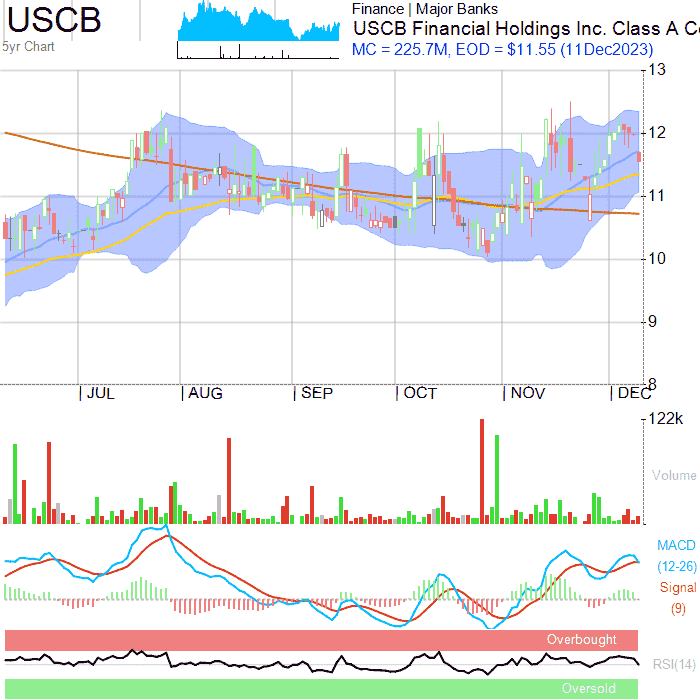 USCB
5yr Chart
Finance | Major Banks
USCB Financial Holdings Inc. Class A Co
MC = 225.7M, EOD = $11.55 (11Dec2023)
13
12
11
10
9
8
JUL AUG SEP OCT NOV DEC
122k
Volume
MACD
(12-26)
Signal
(9)
Overbought
RSI(14)
Oversold